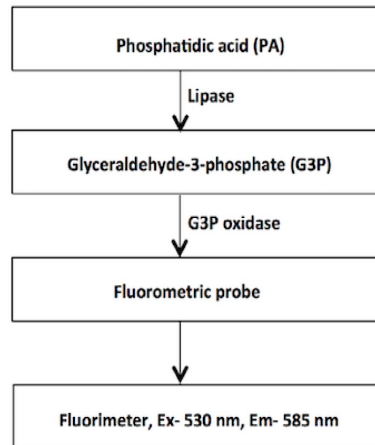 Phosphatidic acid (PA)
Lipase
Glyceraldehyde-3-phosphate (G3P)
G3P oxidase
Fluorometric probe
Fluorimeter, Ex- 530 nm, Em- 585 nm